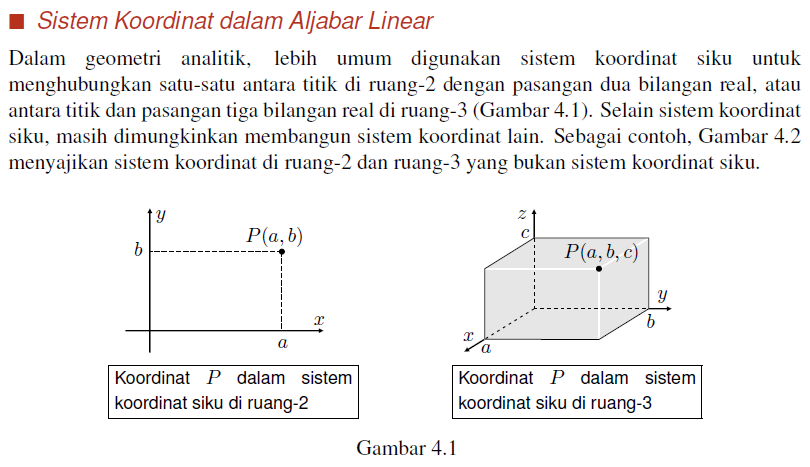 Sistem Koordinat dalam Aljabar Linear
Dalam geometri analitik, lebih umum digunakan sistem koordinat siku untuk
menghubungkan satu-satu antara titik di ruang-2 dengan pasangan dua bilangan real, atau
antara titik dan pasangan tiga bilangan real di ruang-3 (Gambar 4.1). Selain sistem koordinat
siku, masih dimungkinkan membangun sistem koordinat lain. Sebagai contoh, Gambar 4.2
menyajikan sistem koordinat di ruang-2 dan ruang-3 yang bukan sistem koordinat siku.
y
P(a, b)
b
x
a
Koordinat P dalam sistem
koordinat siku di ruang-2
z
c
P(a, b, c)
y
b
x
a
Koordinat P dalam sistem
koordinat siku di ruang-3
Gambar 4.1